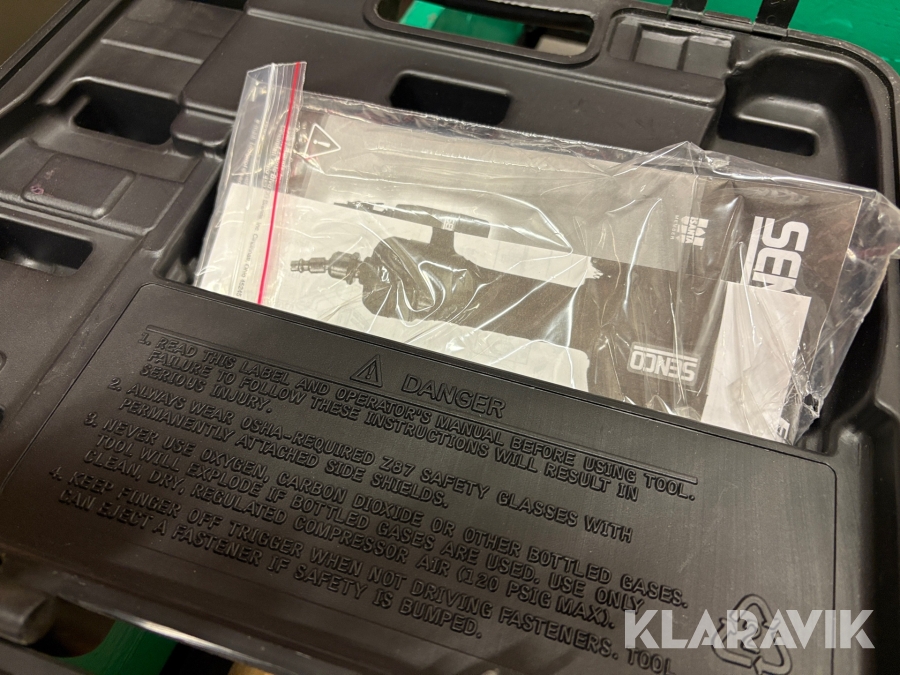 SEN
SENCO
DANGER
1. READ THIS LABEL AND OPERATOR'S MANUAL BEFORE USING TOOL.
FAILURE TO FOLLOW THESE INSTRUCTIONS WILL RESULT IN
SERIOUS INJURY.
2. ALWAYS WEAR OSHA-REQUIRED Z87 SAFETY GLASSES WITH
PERMANENTLY ATTACHED SIDE SHIELDS.
3. NEVER USE OXYGEN, CARBON DIOXIDE OR OTHER BOTTLED GASES.
TOOL WILL EXPLODE IF BOTTLED GASES ARE USED. USE ONLY
CLEAN, DRY, REGULATED COMPRESSOR AIR (120 PSIG MAX).
4. KEEP FINGER OFF TRIGGER WHEN NOT DRIVING FASTENERS. TOOL
CAN EJECT A FASTENER IF SAFETY IS BUMPED.
KLARAVIK